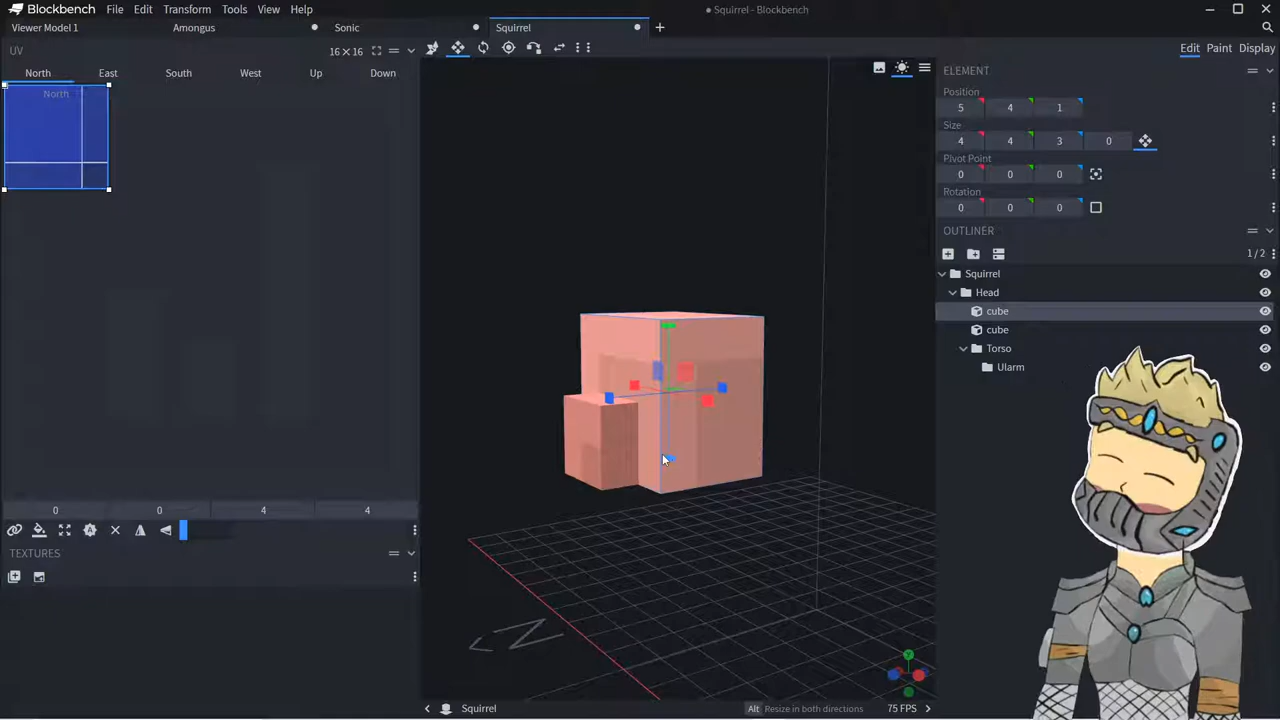 Blockbench File Edit Transform Tools View Help
• Squirrel - Blockbench
Viewer Model 1
Amongus
Sonic
Squirrel
UV
16×16
North East South West Up Down
North
0 0 4 4
TEXTURES
Edit Paint Display
ELEMENT
Position
5 4 1
Size
4 4 3 0
Pivot Point
0 0 0
Rotation
0 0 0
OUTLINER
1/2
Squirrel
Head
cube
cube
Torso
Ularm
N
Squirrel
Alt Resize in both directions
75 FPS